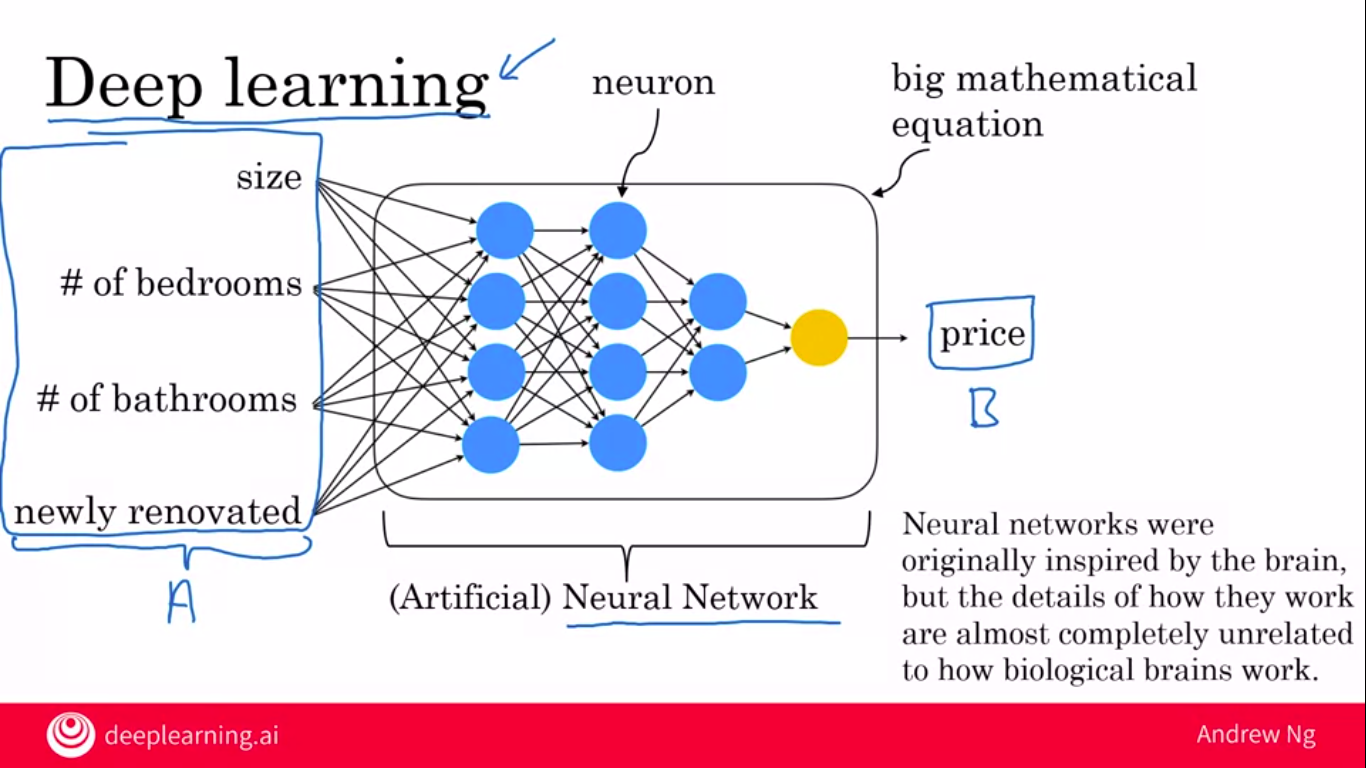 Deep learning
neuron
big mathematical
equation
size
# of bedrooms
# of bathrooms
newly renovated
A
price
B
(Artificial) Neural Network
Neural networks were
originally inspired by the brain,
but the details of how they work
are almost completely unrelated
to how biological brains work.
deeplearning.ai
Andrew Ng